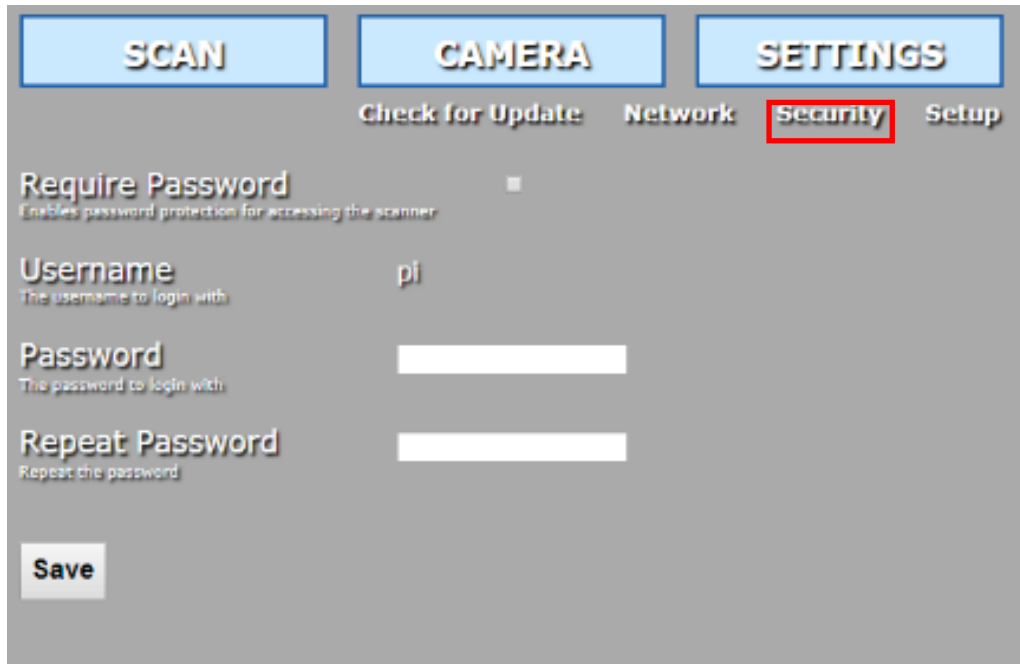 SCAN CAMERA SETTINGS
Check for Update Network Security Setup
Require Password
Enables password protection for accessing the scanner
Username pi
The username to login with
Password
The password to login with
Repeat Password
Repeat the password
Save